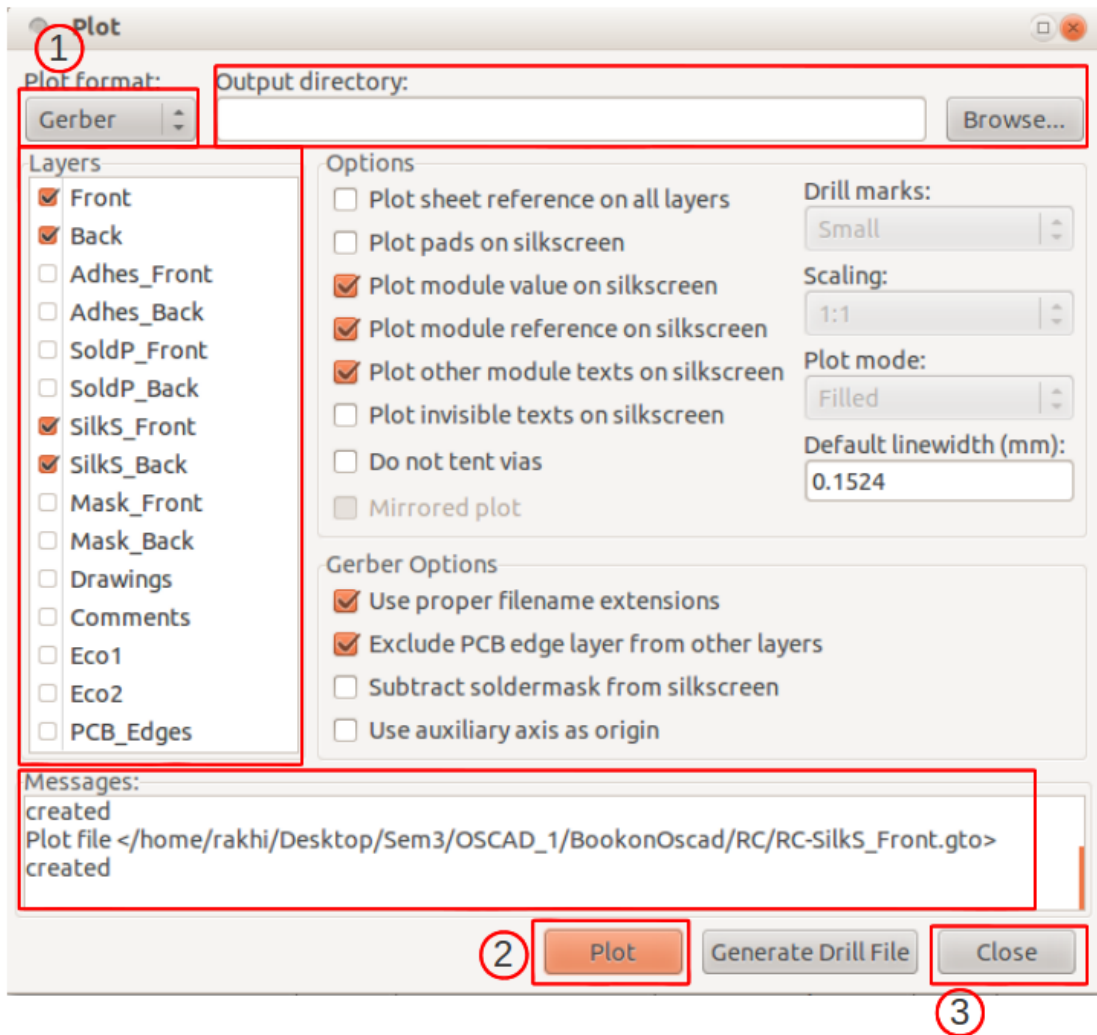 Plot
1
Plot format:
Output directory:
Gerber
Browse...
Layers
Front
Back
Adhes_Front
Adhes_Back
SoldP_Front
SoldP_Back
SilkS_Front
SilkS_Back
Mask_Front
Mask_Back
Drawings
Comments
Eco1
Eco2
PCB_Edges
Options
Plot sheet reference on all layers
Plot pads on silkscreen
Plot module value on silkscreen
Plot module reference on silkscreen
Plot other module texts on silkscreen
Plot invisible texts on silkscreen
Do not tent vias
Mirrored plot
Drill marks:
Small
Scaling:
1:1
Plot mode:
Filled
Default linewidth (mm):
0.1524
Gerber Options
Use proper filename extensions
Exclude PCB edge layer from other layers
Subtract soldermask from silkscreen
Use auxiliary axis as origin
Messages:
created
Plot file </home/rakhi/Desktop/Sem3/OSCAD_1/BookonOscad/RC/RC-SilkS_Front.gto>
created
2
Plot
Generate Drill File
Close
3